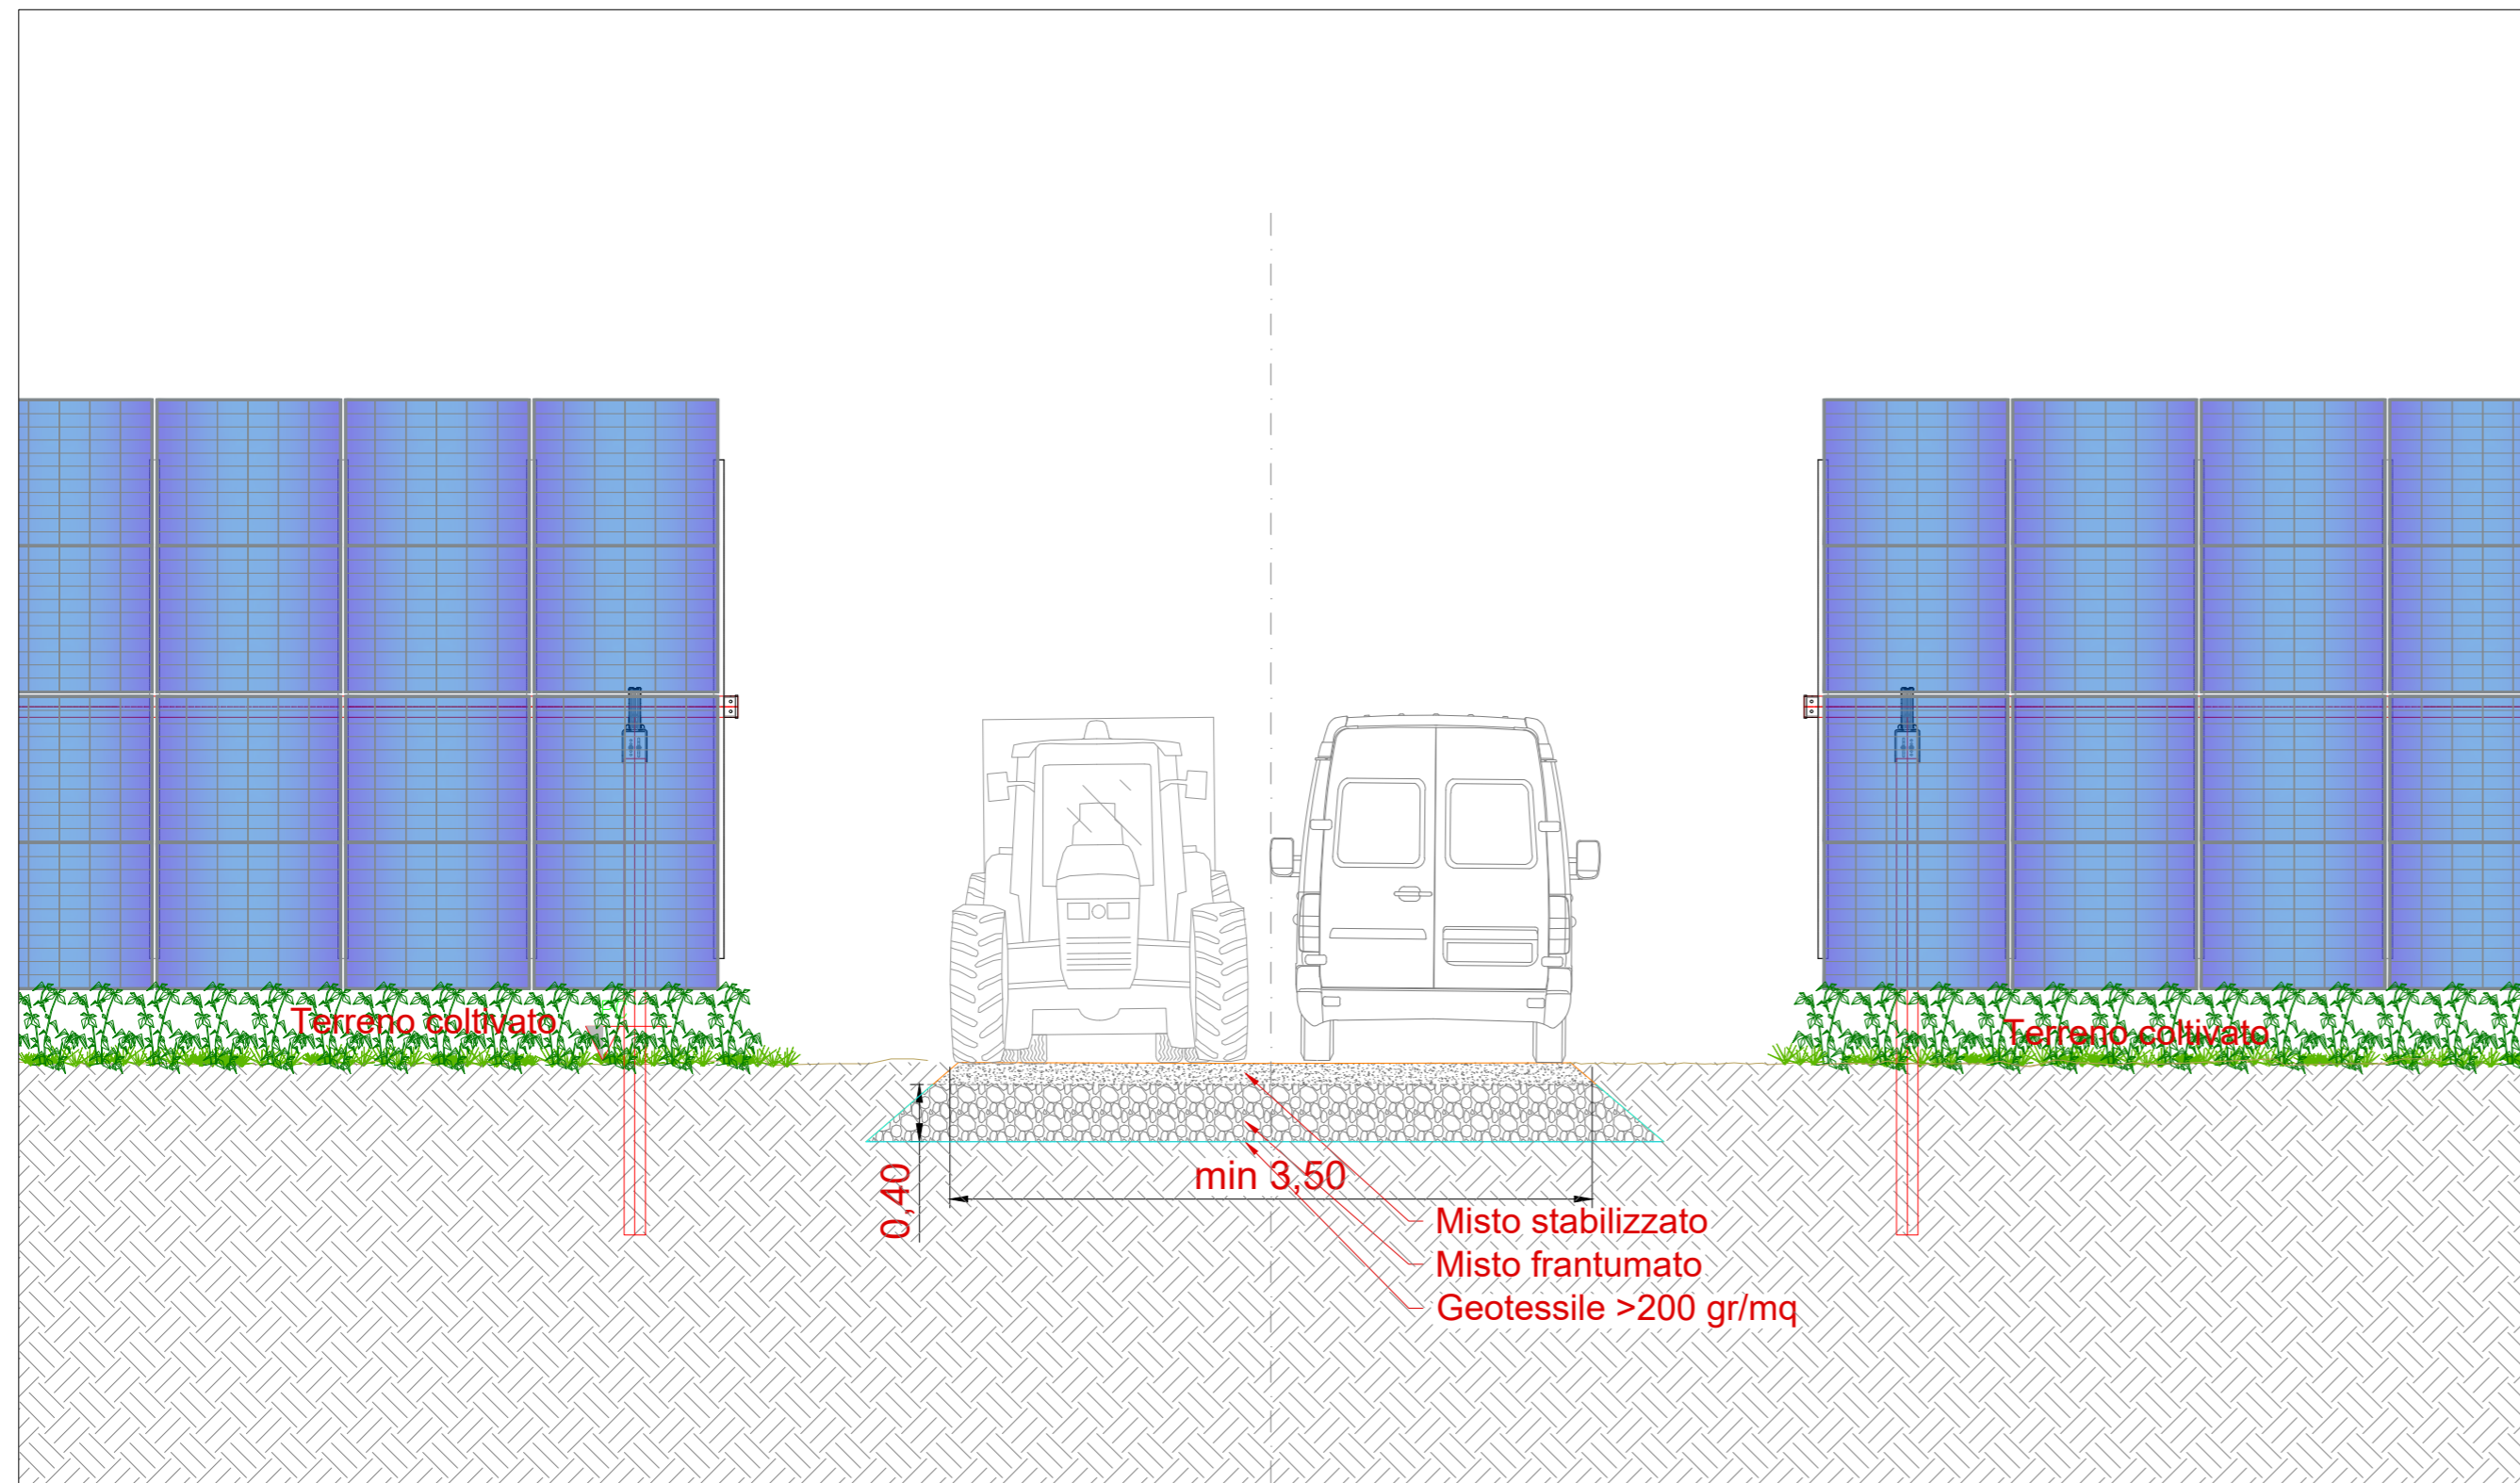 Terreno coltivato
Terreno coltivato
0,40
min 3,50
Misto stabilizzato
Misto frantumato
Geotessile >200 gr/mq